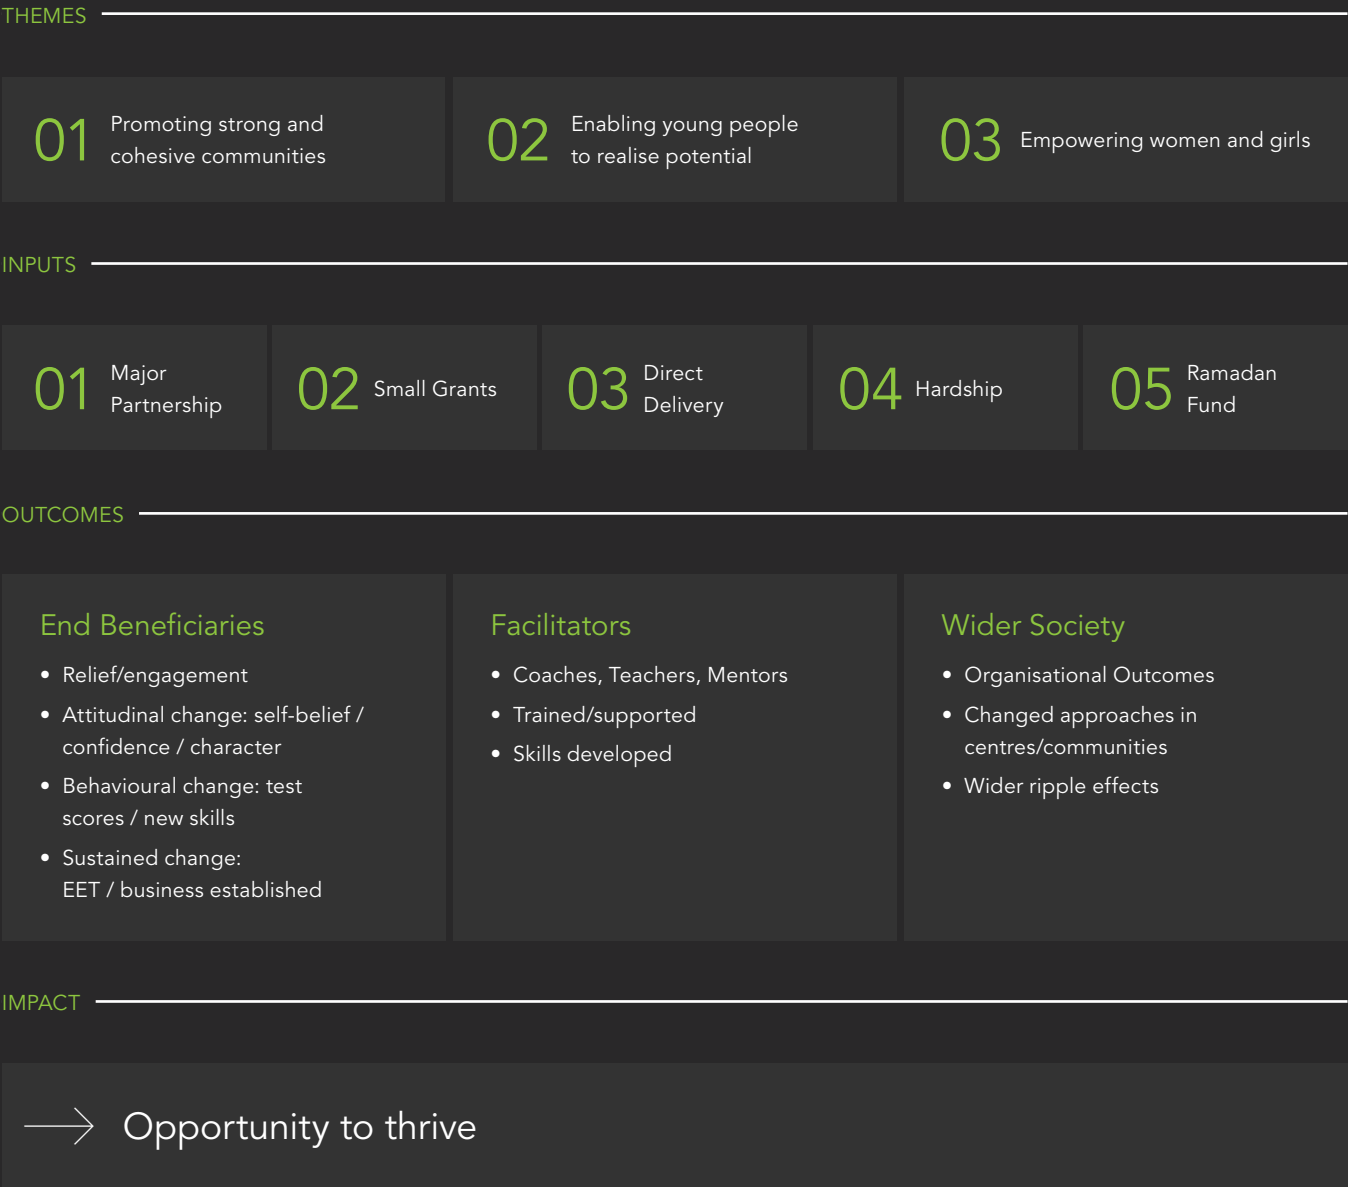 THEMES
01 Promoting strong and
cohesive communities
02 Enabling young people
to realise potential
03 Empowering women and girls
INPUTS
01 Major
Partnership
02 Small Grants
03 Direct
Delivery
04 Hardship
05 Ramadan
Fund
OUTCOMES
End Beneficiaries
• Relief/engagement
• Attitudinal change: self-belief /
confidence / character
• Behavioural change: test
scores / new skills
• Sustained change:
EET / business established
Facilitators
• Coaches, Teachers, Mentors
• Trained/supported
• Skills developed
Wider Society
• Organisational Outcomes
• Changed approaches in
centres/communities
• Wider ripple effects
IMPACT
Opportunity to thrive